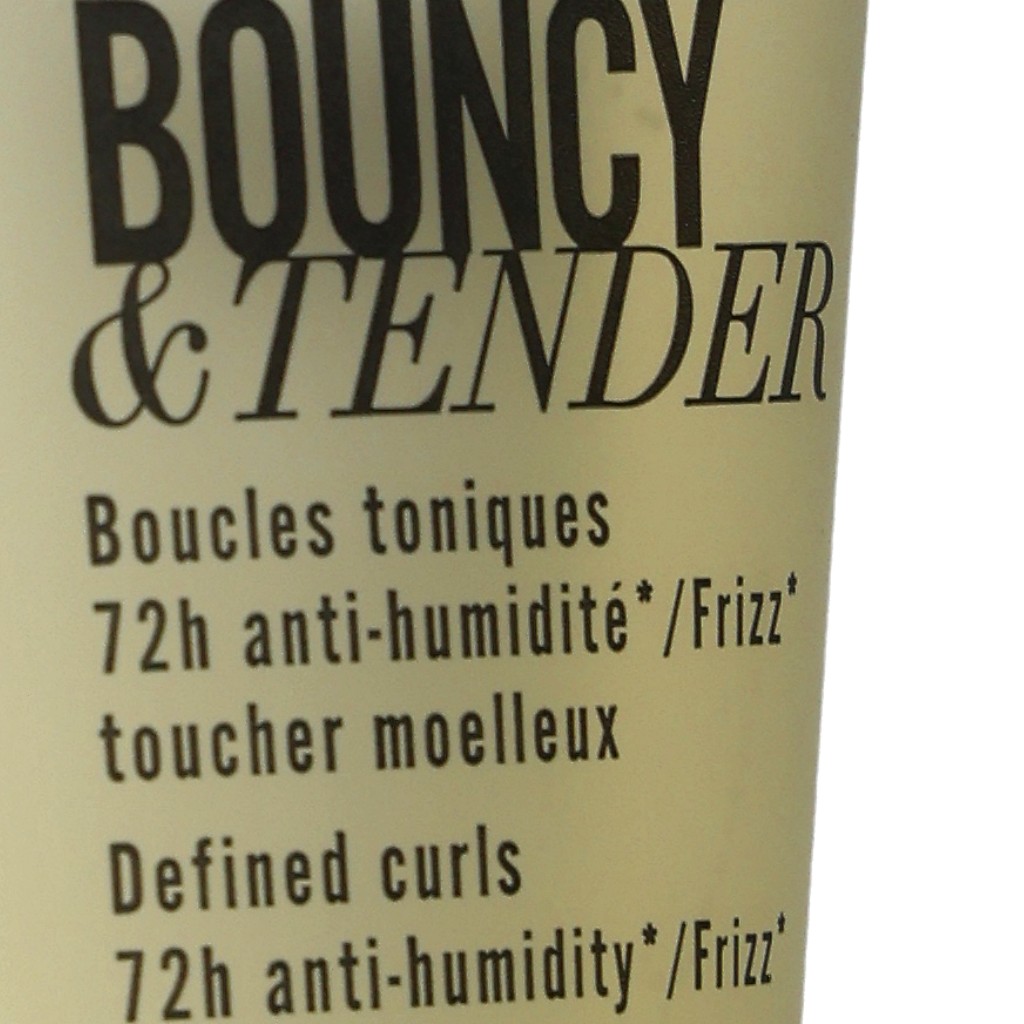 BOUNCY
& TENDER
Boucles toniques
72h anti-humidité* /Frizz*
toucher moelleux
Defined curls
72h anti-humidity* /Frizz*